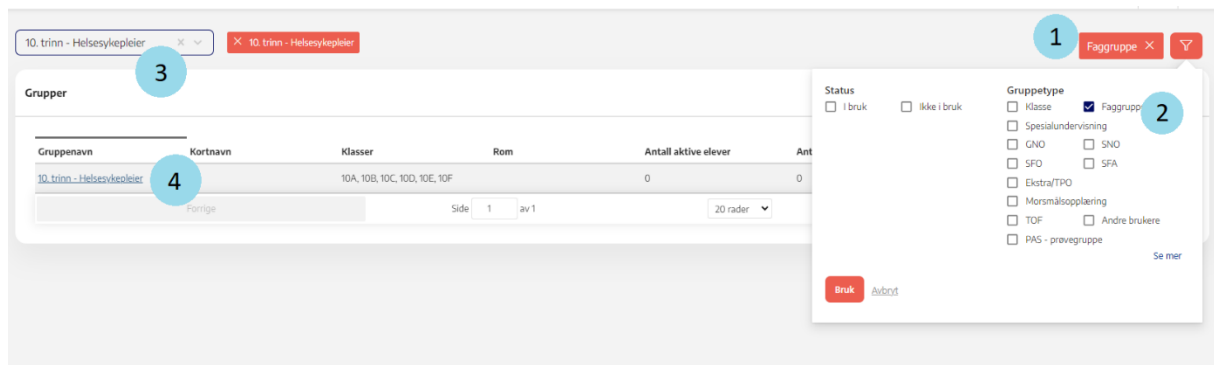 10. trinn - Helsesykepleier
10. trinn - Helsesykepleier
1
Faggruppe
3
Grupper
Status
I bruk
Ikke i bruk
Gruppetype
Klasse
Faggruppe
2
Spesialundervisning
GNO
SNO
SFO
SFA
Ekstra/TPO
Morsmålsopplæring
TOF
Andre brukere
PAS - prøvegruppe
Se mer
Bruk
Avbryt
Gruppenavn Kortnavn Klasser Rom Antall aktive elever Ant
10. trinn - Helsesykepleier
4
10A, 10B, 10C, 10D, 10E, 10F 0 0
Forrige
Side 1 av 1
20 rader